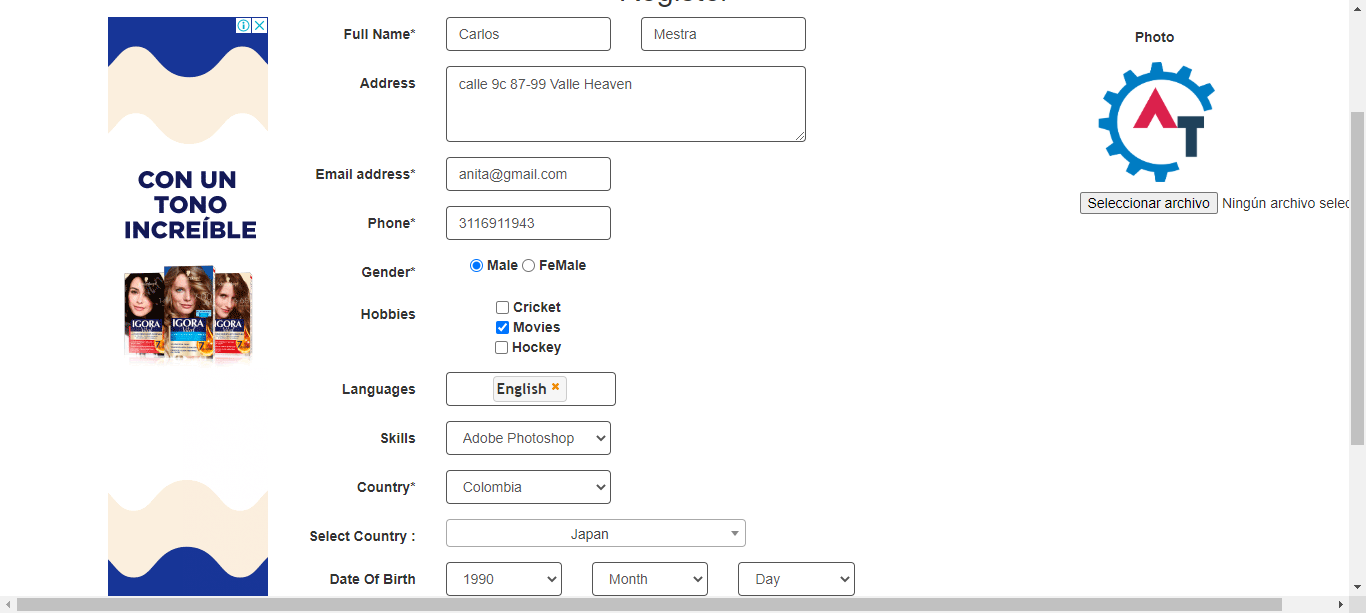 Register
Full Name* Carlos Mestra
Photo
Address calle 9c 87-99 Valle Heaven
AT
CON UN
TONO
INCREÍBLE
Email address* anita@gmail.com
Seleccionar archivo Ningún archivo selec
Phone* 3116911943
Gender* Male FeMale
Hobbies
Cricket
Movies
Hockey
IGORA IGORA IGORA
Languages English
Skills Adobe Photoshop
Country* Colombia
Select Country : Japan
Date Of Birth 1990 Month Day